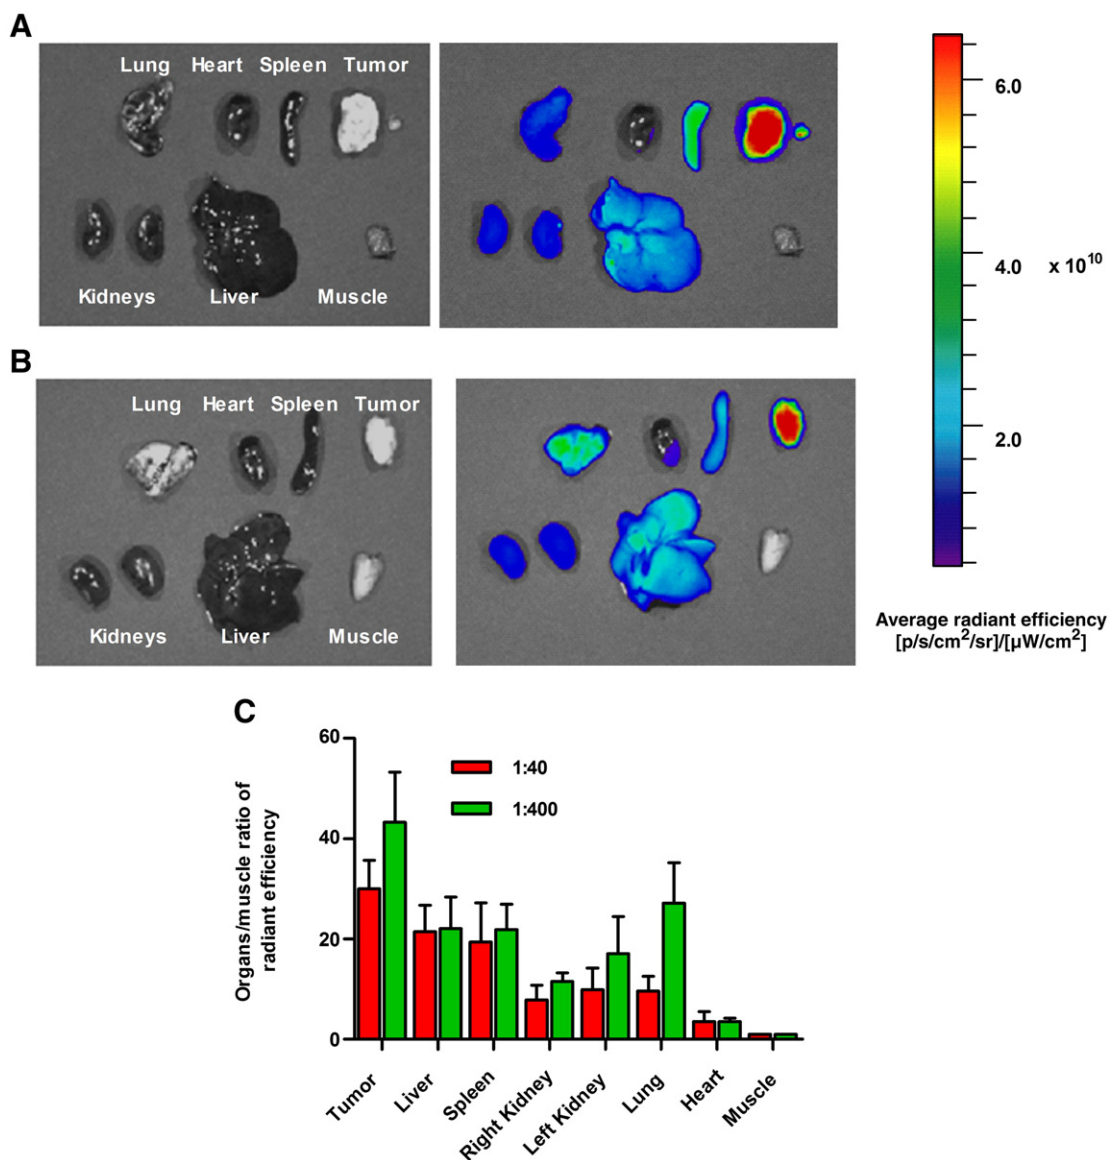 A
Lung Heart Spleen Tumor
Kidneys Liver Muscle
B
Lung Heart Spleen Tumor
Kidneys Liver Muscle
6.0
4.0 x 10¹⁰
2.0
Average radiant efficiency
[p/s/cm²/sr]/[µW/cm²]
C
Organs/muscle ratio of
radiant efficiency
60
40
20
0
1:40
1:400
Tumor
Liver
Spleen
Right Kidney
Left Kidney
Lung
Heart
Muscle